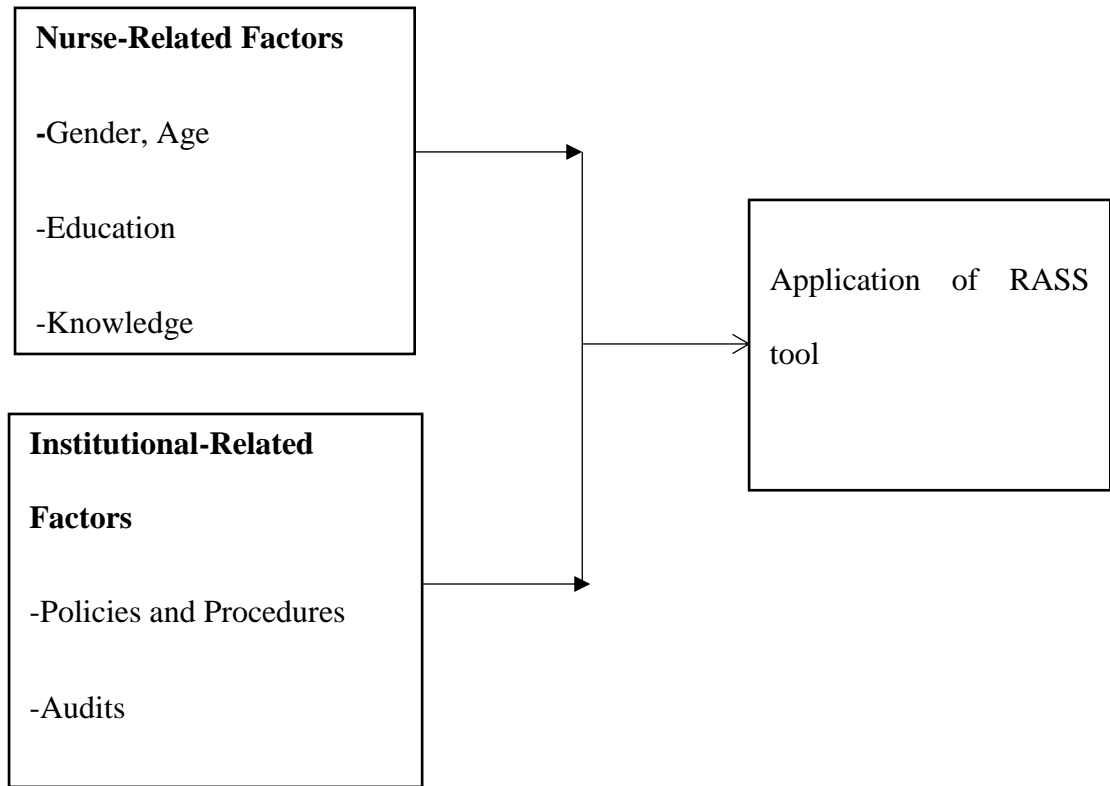 Nurse-Related Factors
-Gender, Age
-Education
-Knowledge
Institutional-Related
Factors
-Policies and Procedures
-Audits
Application of RASS
tool